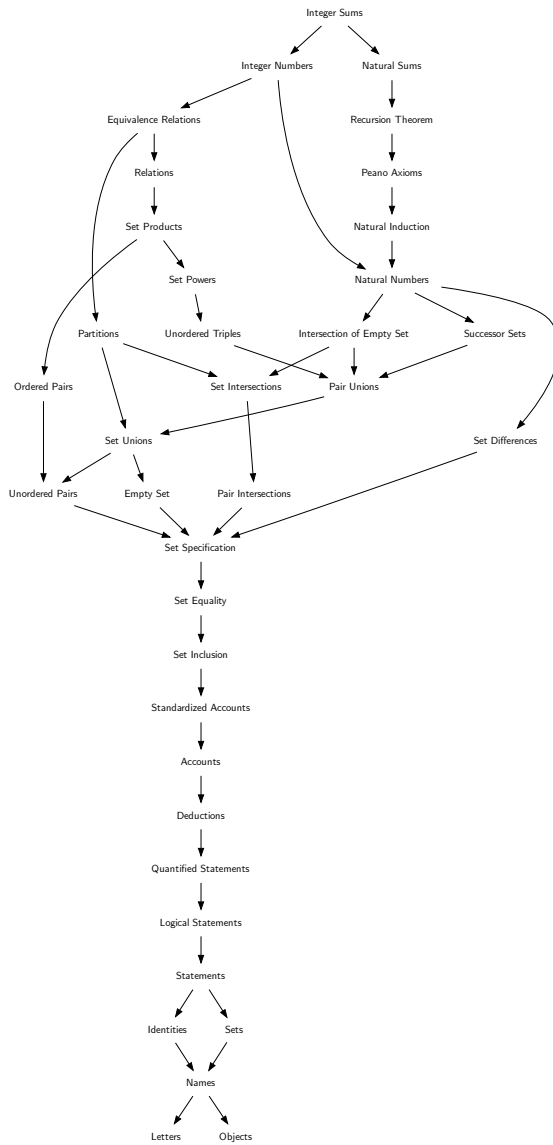 Integer Sums
Integer Numbers
Natural Sums
Equivalence Relations
Recursion Theorem
Relations
Peano Axioms
Set Products
Natural Induction
Set Powers
Natural Numbers
Partitions
Unordered Triples
Intersection of Empty Set
Successor Sets
Ordered Pairs
Set Intersections
Pair Unions
Set Unions
Set Differences
Unordered Pairs
Empty Set
Pair Intersections
Set Specification
Set Equality
Set Inclusion
Standardized Accounts
Accounts
Deductions
Quantified Statements
Logical Statements
Statements
Identities
Sets
Names
Letters
Objects